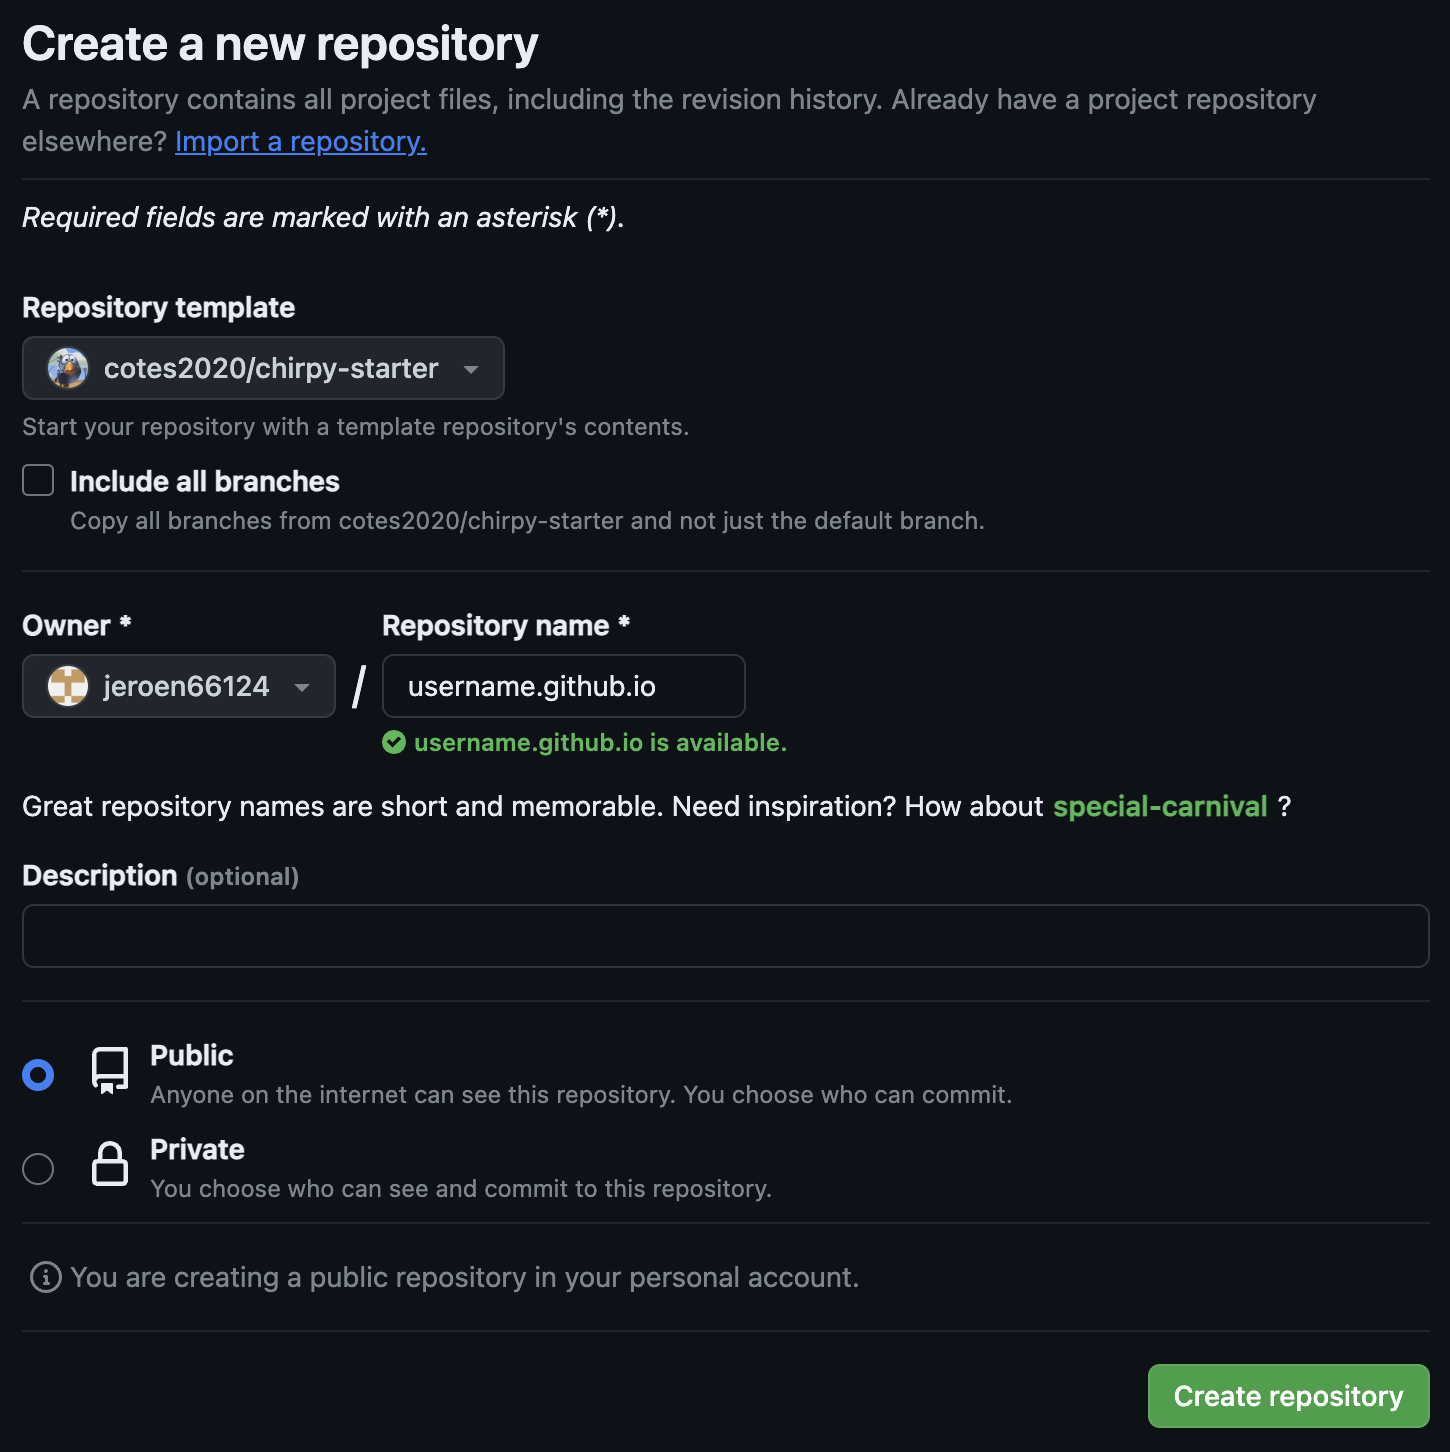 Create a new repository
A repository contains all project files, including the revision history. Already have a project repository
elsewhere? Import a repository.
Required fields are marked with an asterisk (*).
Repository template
cotes2020/chirpy-starter
Start your repository with a template repository's contents.
Include all branches
Copy all branches from cotes2020/chirpy-starter and not just the default branch.
Owner * Repository name *
jeroen66124 / username.github.io
username.github.io is available.
Great repository names are short and memorable. Need inspiration? How about special-carnival ?
Description (optional)
Public
Anyone on the internet can see this repository. You choose who can commit.
Private
You choose who can see and commit to this repository.
You are creating a public repository in your personal account.
Create repository